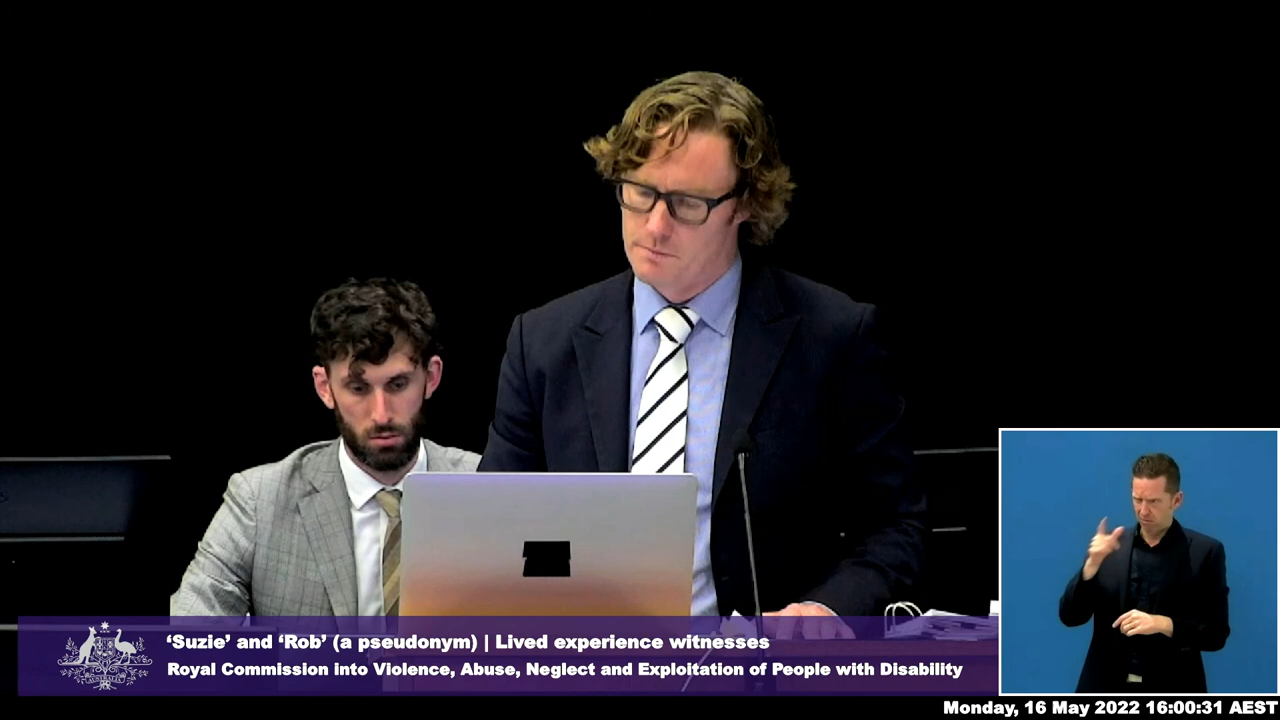 ‘Suzie’ and ‘Rob’ (a pseudonym) | Lived experience witnesses
Royal Commission into Violence, Abuse, Neglect and Exploitation of People with Disability
Monday, 16 May 2022 16:00:31 AEST